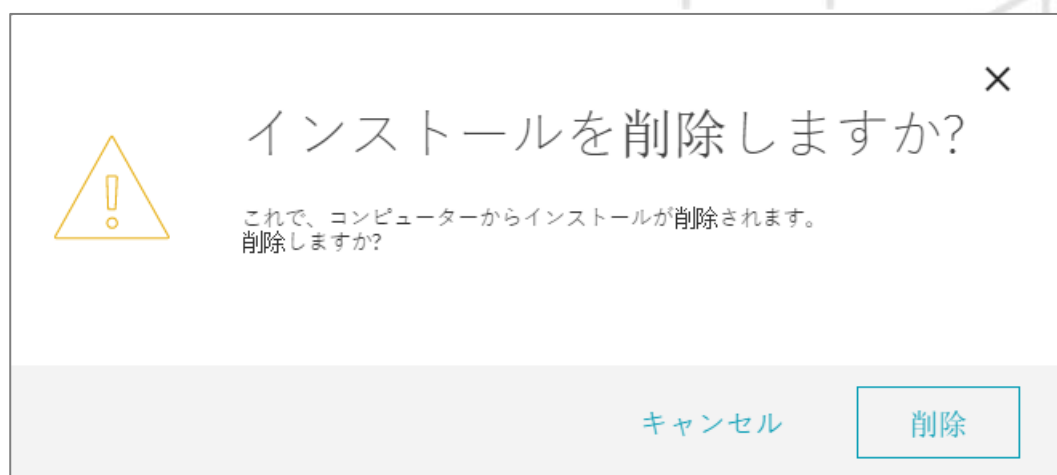 インストールを削除しますか?
これで、コンピューターからインストールが削除されます。
削除しますか?
キャンセル
削除